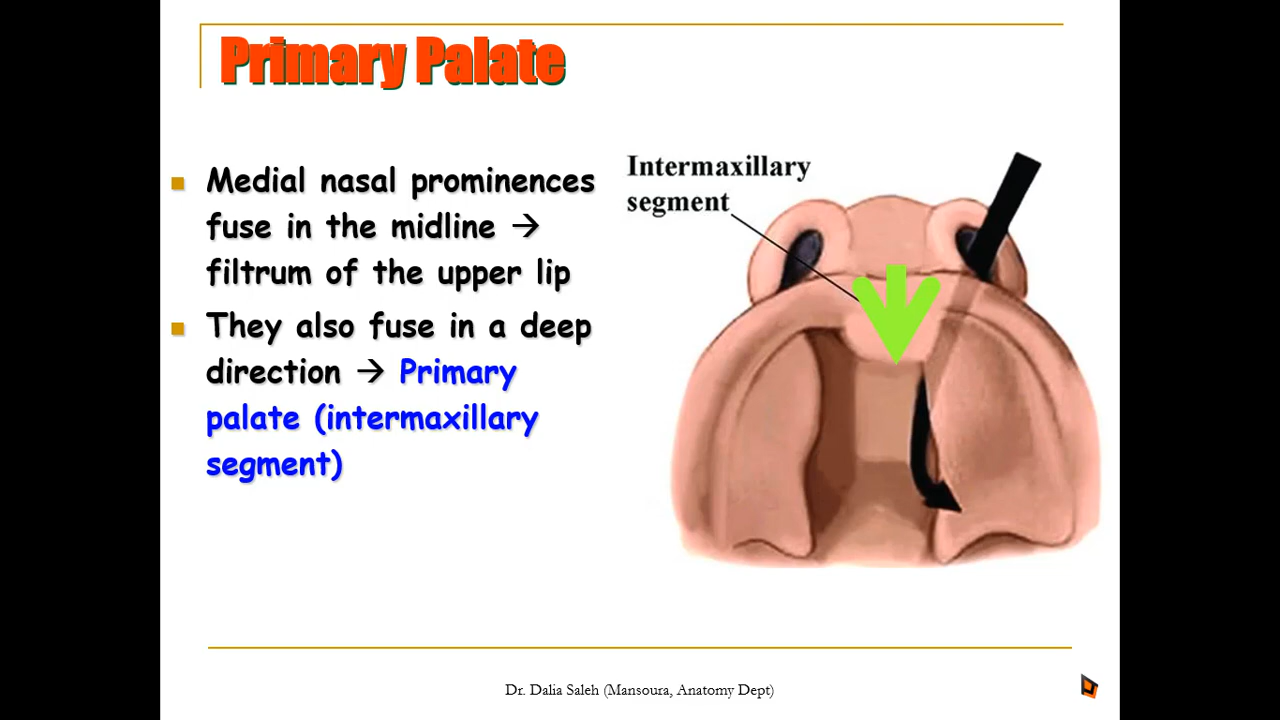 Primary Palate
Medial nasal prominences
fuse in the midline →
filtrum of the upper lip
They also fuse in a deep
direction → Primary
palate (intermaxillary
segment)
Intermaxillary
segment
Dr. Dalia Saleh (Mansoura, Anatomy Dept)